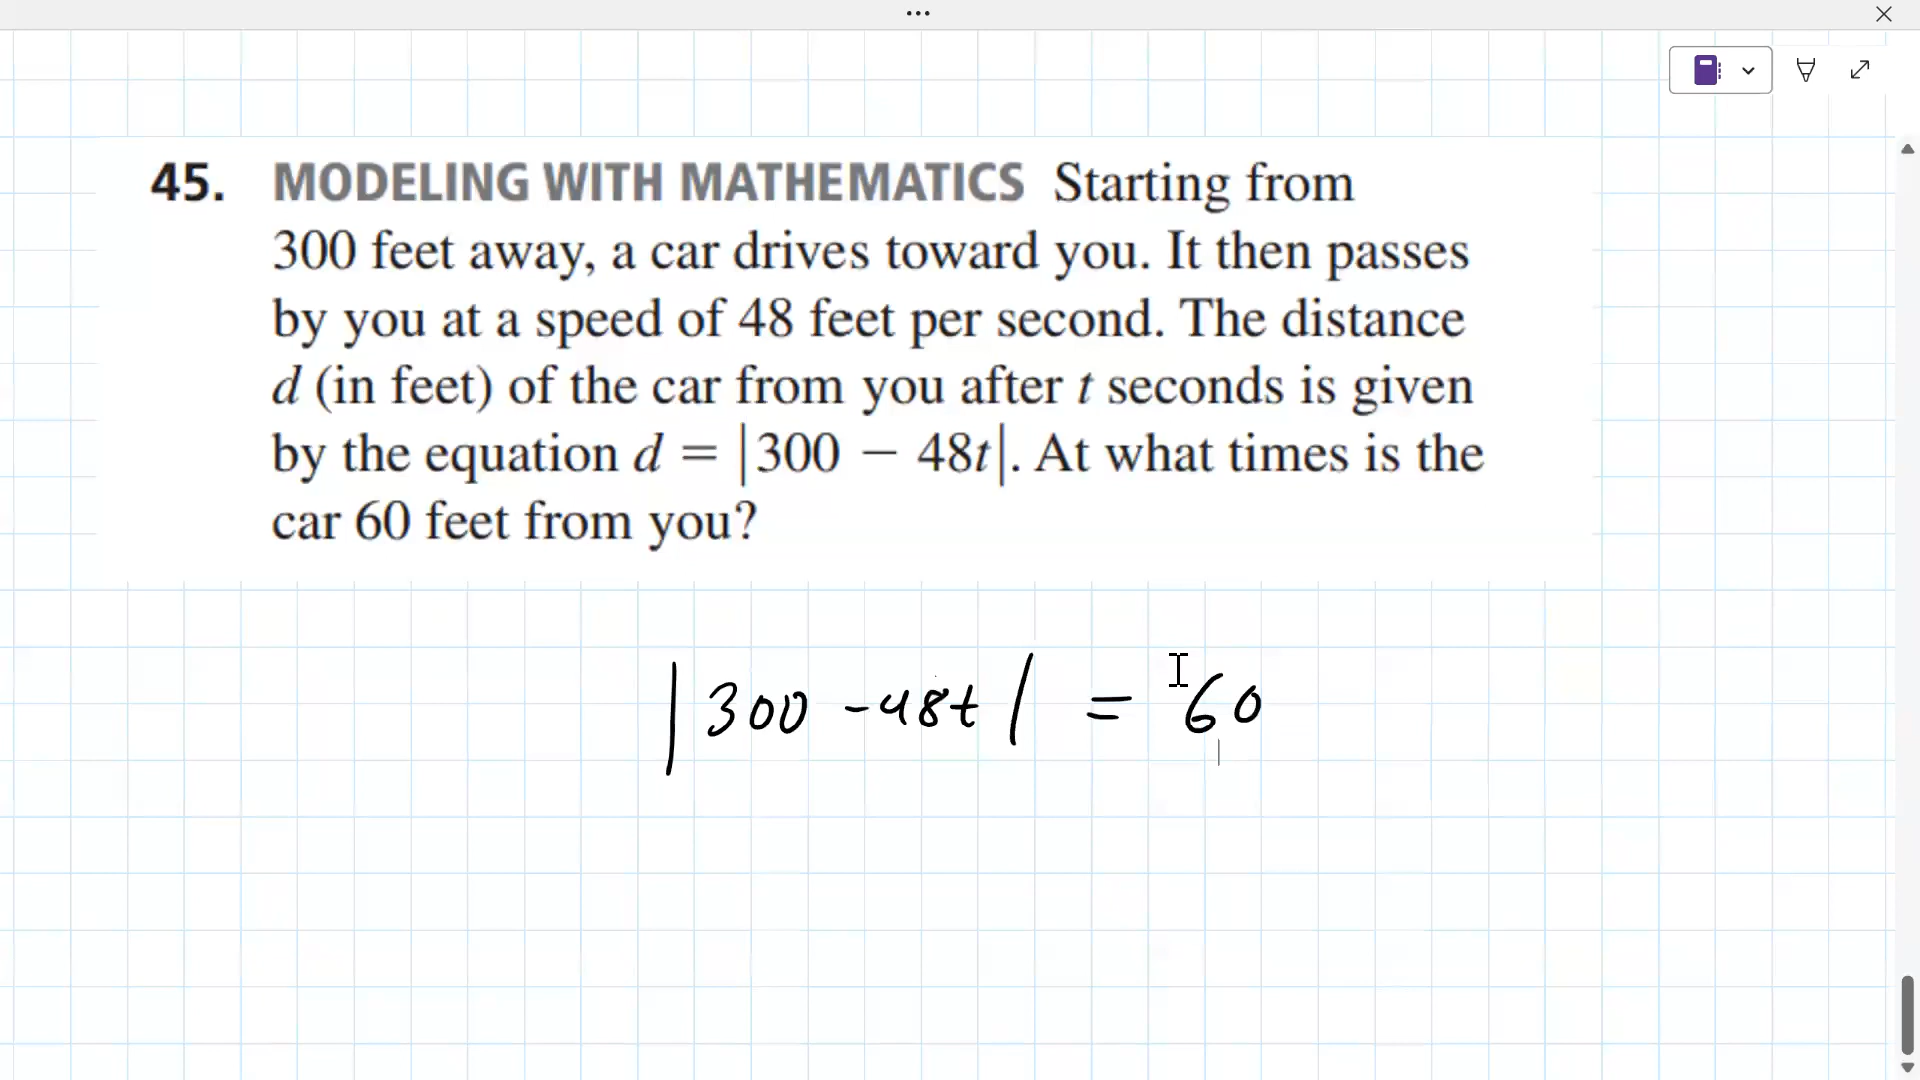 45. MODELING WITH MATHEMATICS Starting from
300 feet away, a car drives toward you. It then passes
by you at a speed of 48 feet per second. The distance
d (in feet) of the car from you after t seconds is given
by the equation d = |300 − 48t|. At what times is the
car 60 feet from you?
|300 -48t| = 60